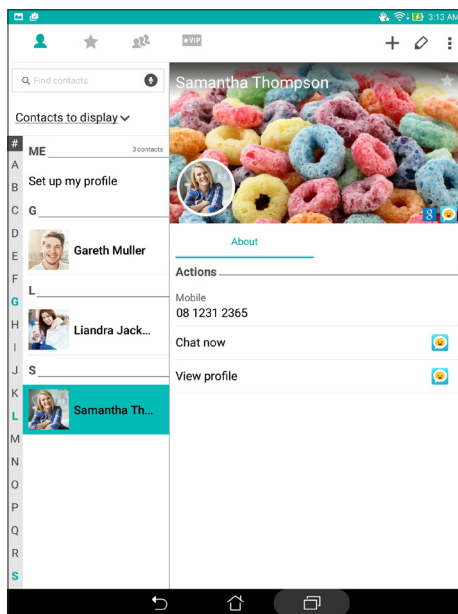 3:13 AM
VIP
Find contacts
Contacts to display
ME
3 contacts
Set up my profile
G
Gareth Muller
L
Liandra Jack...
S
Samantha Th...
#
A
B
C
D
E
F
G
H
I
J
K
L
M
N
O
P
Q
R
S
Samantha Thompson
8
About
Actions
Mobile
08 1231 2365
Chat now
View profile